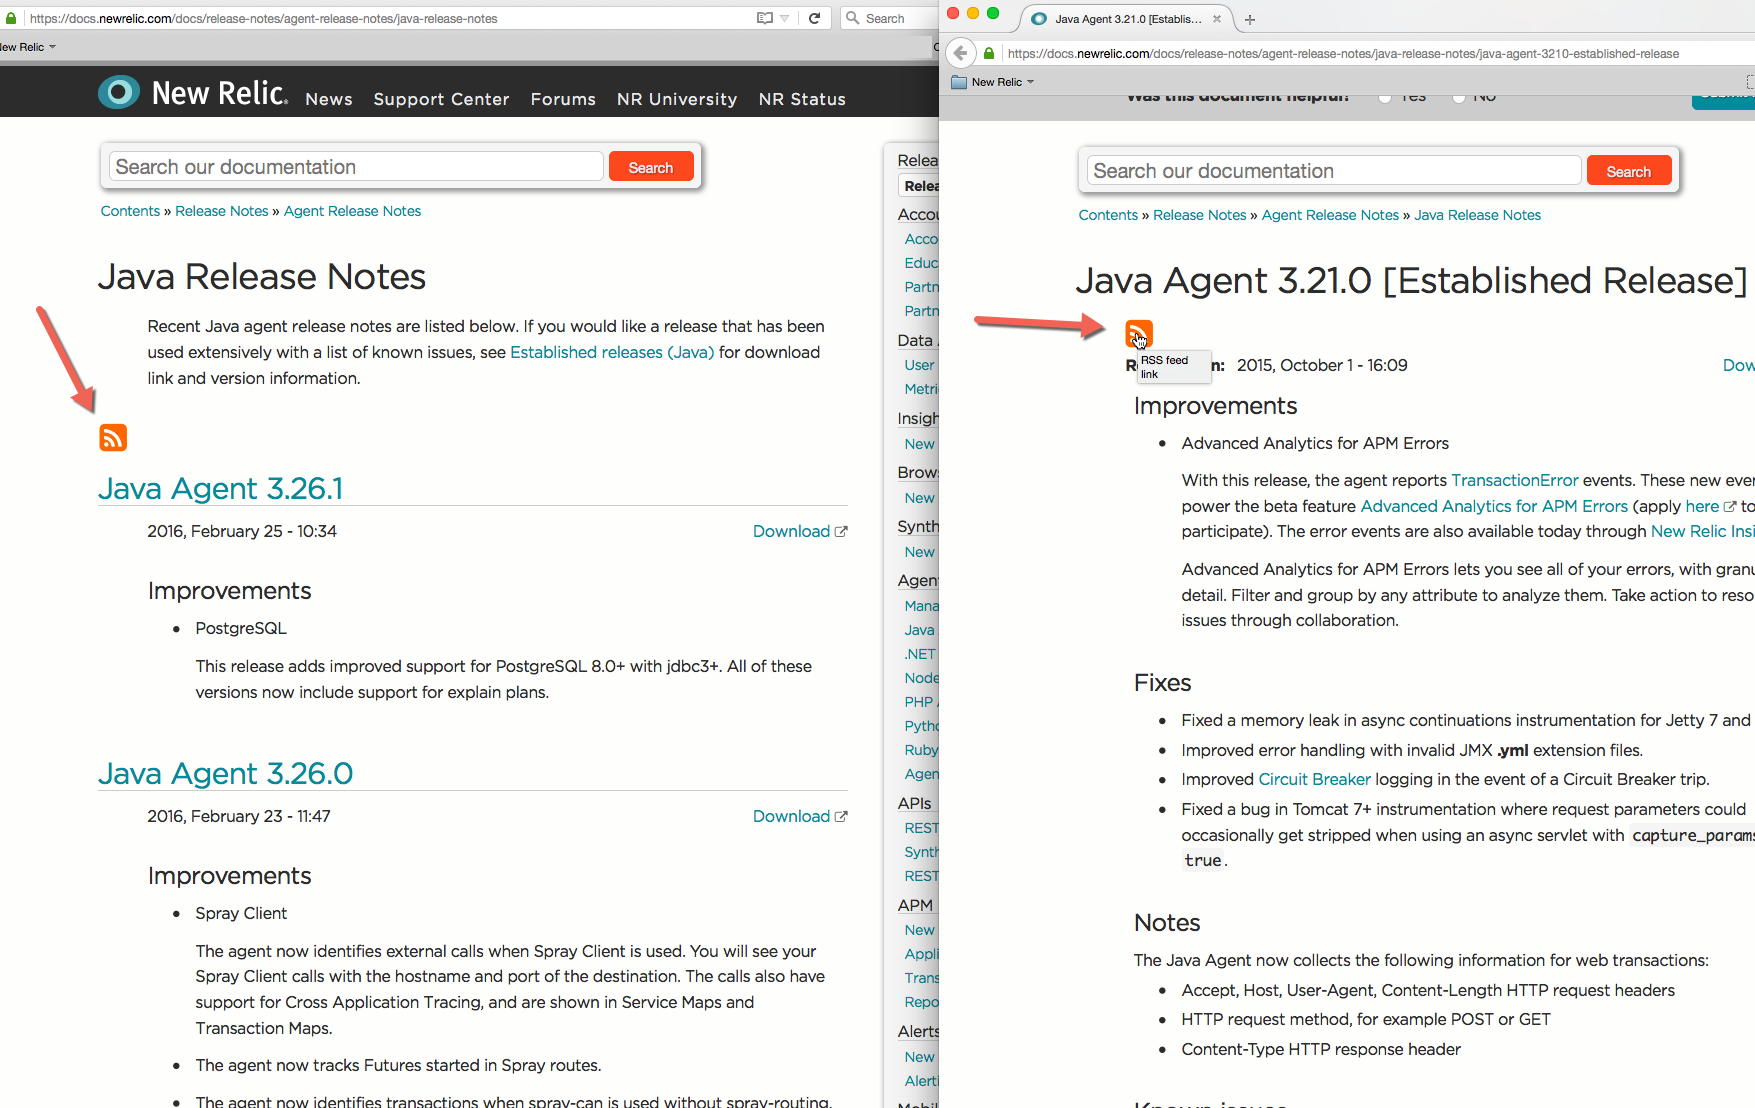 https://docs.newrelic.com/docs/release-notes/agent-release-notes/java-release-notes
Search
New Relic
New Relic
News
Support Center
Forums
NR University
NR Status
Search our documentation
Search
Contents » Release Notes » Agent Release Notes
Java Release Notes
Recent Java agent release notes are listed below. If you would like a release that has been
used extensively with a list of known issues, see Established releases (Java) for download
link and version information.
Java Agent 3.26.1
2016, February 25 - 10:34
Download
Improvements
• PostgreSQL
This release adds improved support for PostgreSQL 8.0+ with jdbc3+. All of these
versions now include support for explain plans.
Java Agent 3.26.0
2016, February 23 - 11:47
Download
Improvements
• Spray Client
The agent now identifies external calls when Spray Client is used. You will see your
Spray Client calls with the hostname and port of the destination. The calls also have
support for Cross Application Tracing, and are shown in Service Maps and
Transaction Maps.
• The agent now tracks Futures started in Spray routes.
• The agent now identifies transactions when spray-can is used without spray-routing.
Relea
Relea
Accou
Acco
Educ
Partn
Partn
Data
User
Metri
Insigh
New
Brow
New
Synth
New
Agen
Mana
Java
.NET
Node
PHP
Pytho
Ruby
Agen
APIs
REST
Synth
REST
APM
New
Appli
Trans
Repo
Alerts
New
Alerti
Java Agent 3.21.0 [Establis...
https://docs.newrelic.com/docs/release-notes/agent-release-notes/java-release-notes/java-agent-3210-established-release
New Relic
Was this document helpful?
Yes
No
Search our documentation
Search
Contents » Release Notes » Agent Release Notes » Java Release Notes
Java Agent 3.21.0 [Established Release]
RSS feed
link
n: 2015, October 1 - 16:09
Dow
Improvements
• Advanced Analytics for APM Errors
With this release, the agent reports TransactionError events. These new ever
power the beta feature Advanced Analytics for APM Errors (apply here to
participate). The error events are also available today through New Relic Insi
Advanced Analytics for APM Errors lets you see all of your errors, with granu
detail. Filter and group by any attribute to analyze them. Take action to reso
issues through collaboration.
Fixes
• Fixed a memory leak in async continuations instrumentation for Jetty 7 and
• Improved error handling with invalid JMX .yml extension files.
• Improved Circuit Breaker logging in the event of a Circuit Breaker trip.
• Fixed a bug in Tomcat 7+ instrumentation where request parameters could
occasionally get stripped when using an async servlet with capture_params
true.
Notes
The Java Agent now collects the following information for web transactions:
• Accept, Host, User-Agent, Content-Length HTTP request headers
• HTTP request method, for example POST or GET
• Content-Type HTTP response header
Known issues